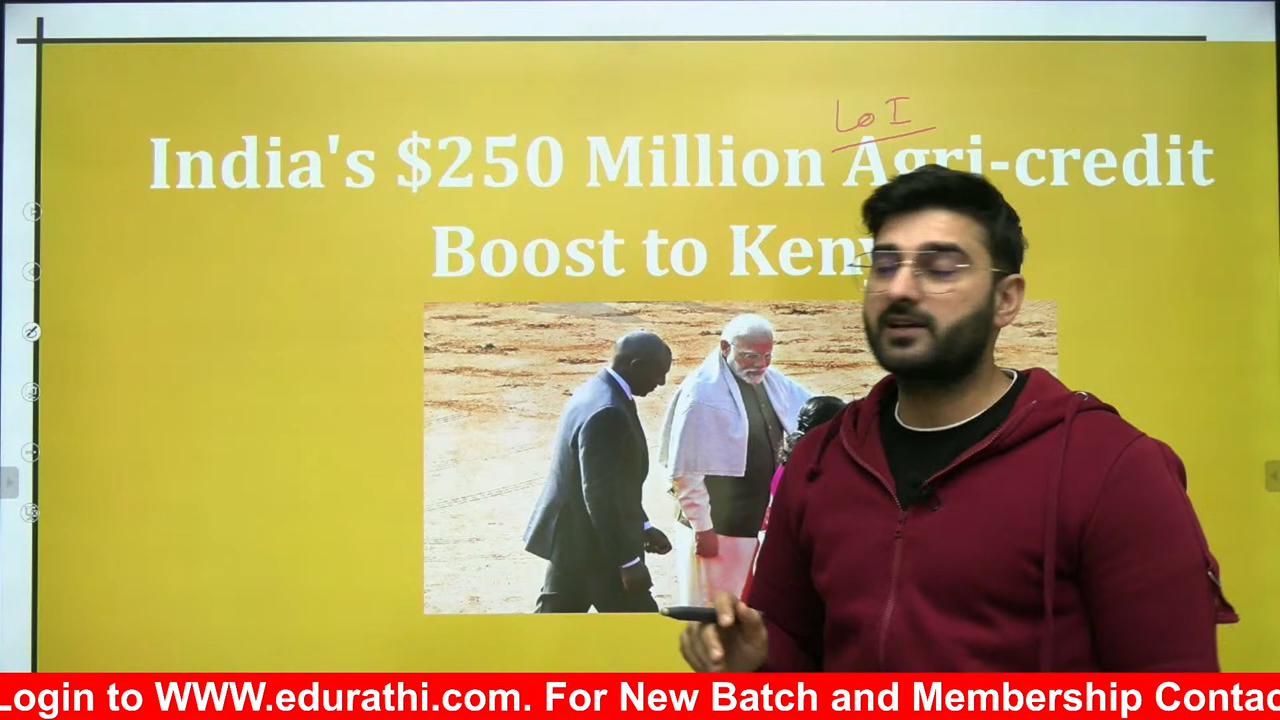 LOI
India's $250 Million Agri-credit
Boost to Keny
Login to WWW.edurathi.com. For New Batch and Membership Contac